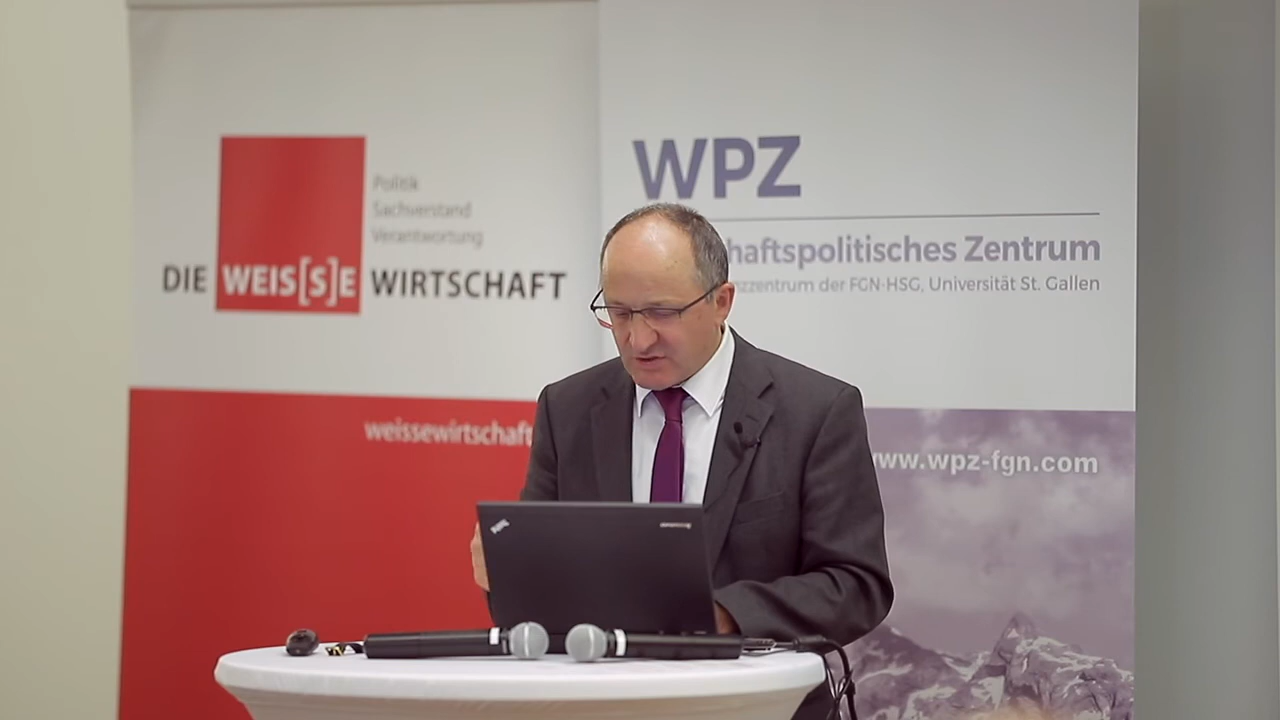 Politik
Sachverstand
Verantwortung
DIE WEIS[S]E WIRTSCHAFT
weissewirtschaft
WPZ
haftspolitisches Zentrum
zzentrum der FGN-HSG, Universität St. Gallen
www.wpz-fgn.com